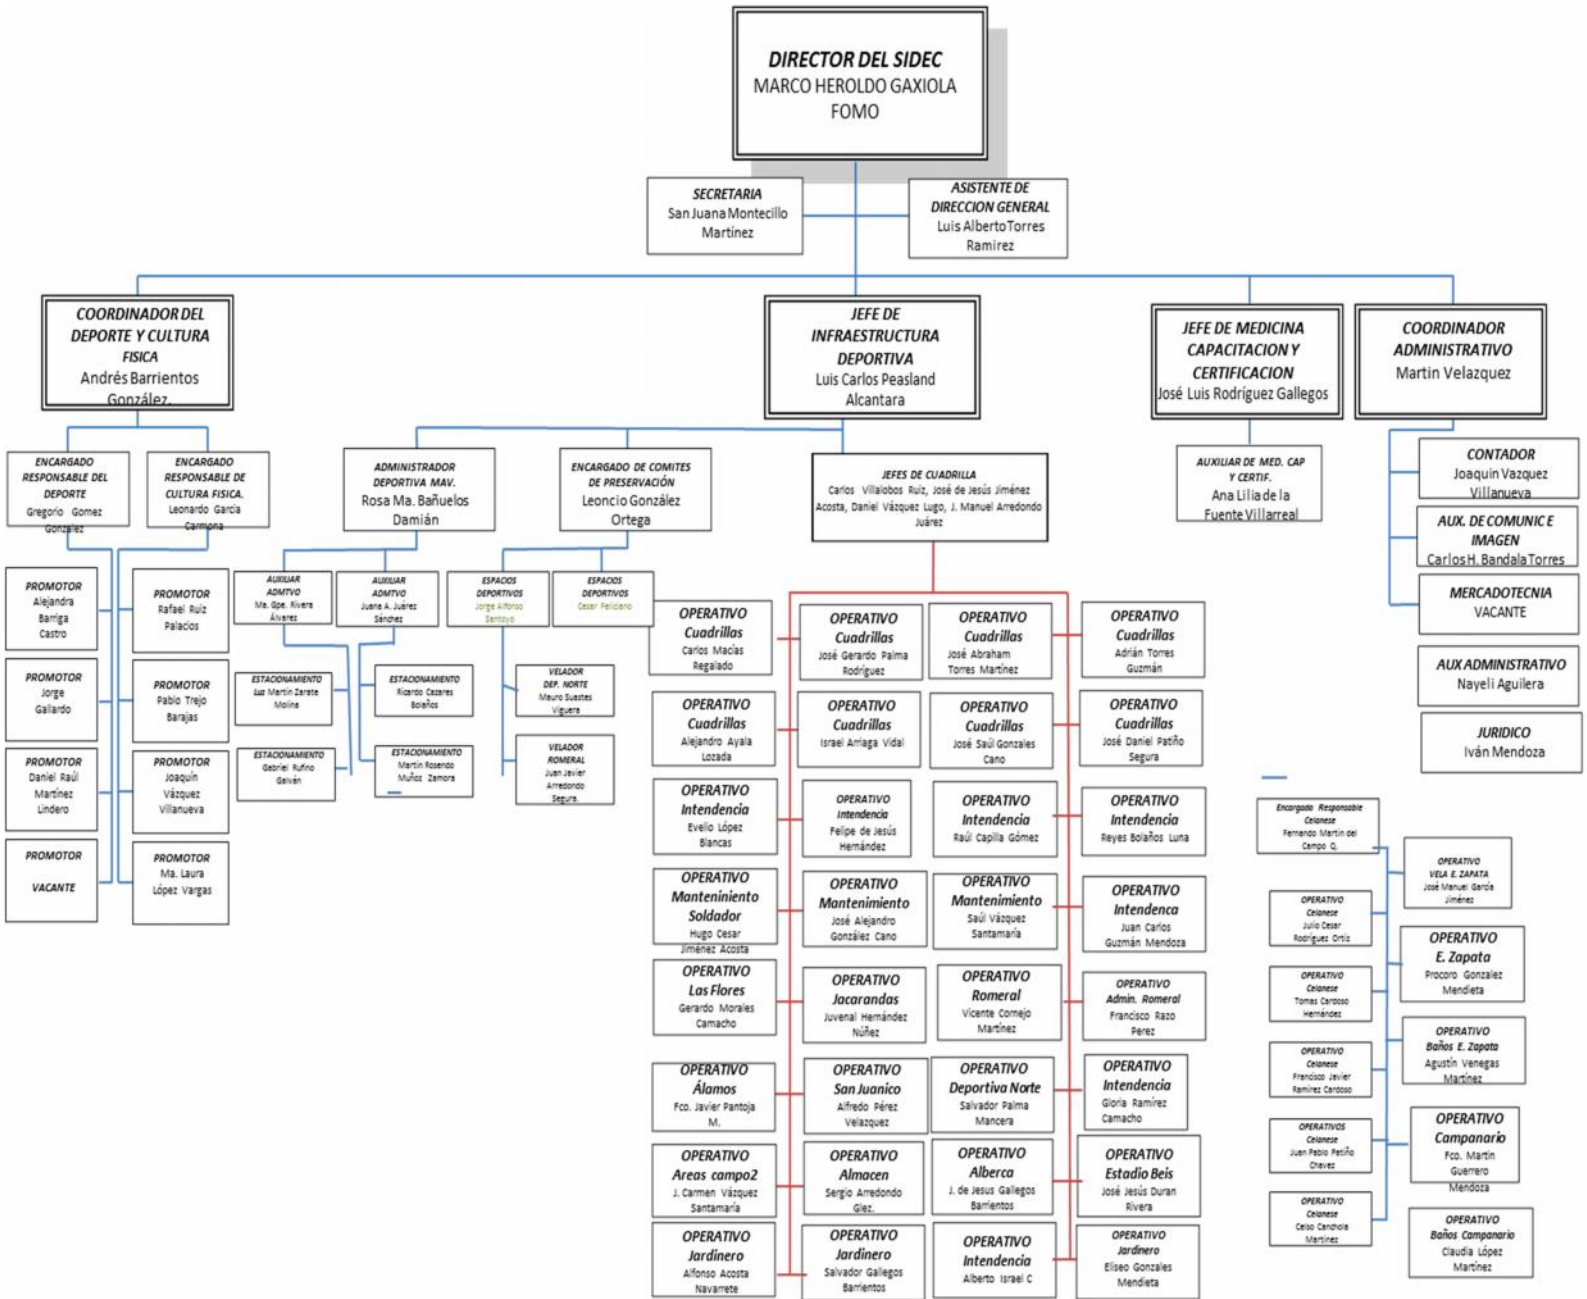 DIRECTOR DEL SIDEC
MARCO HEROLDO GAXIOLA
FOMO
SECRETARIA
San Juana Montecillo
Martínez
ASISTENTE DE
DIRECCION GENERAL
Luis Alberto Torres
Ramirez
COORDINADOR DEL
DEPORTE Y CULTURA
FISICA
Andrés Barrientos
González.
JEFE DE
INFRAESTRUCTURA
DEPORTIVA
Luis Carlos Peasland
Alcantara
JEFE DE MEDICINA
CAPACITACION Y
CERTIFICACION
José Luis Rodríguez Gallegos
COORDINADOR
ADMINISTRATIVO
Martin Velazquez
ENCARGADO
RESPONSABLE DEL
DEPORTE
Gregorio Gomez
González
ENCARGADO
RESPONSABLE DE
CULTURA FISICA.
Leonardo García
Carmona
ADMINISTRADOR
DEPORTIVA MAV.
Rosa Ma. Bañuelos
Damián
ENCARGADO DE COMITES
DE PRESERVACIÓN
Leoncio González
Ortega
JEFES DE CUADRILLA
Carlos Villalobos Ruiz, José de Jesús Jiménez
Acosta, Daniel Vázquez Lugo, J. Manuel Arredondo
Juárez
AUXILIAR DE MED. CAP
Y CERTIF.
Ana Lilia de la
Fuente Villarreal
CONTADOR
Joaquin Vazquez
Villanueva
AUX. DE COMUNIC E
IMAGEN
Carlos H. Bandala Torres
MERCADOTECNIA
VACANTE
AUX ADMINISTRATIVO
Nayeli Aguilera
JURIDICO
Iván Mendoza
PROMOTOR
Alejandra
Barriga
Castro
PROMOTOR
Rafael Ruiz
Palacios
PROMOTOR
Jorge
Gallardo
PROMOTOR
Pablo Trejo
Barajas
PROMOTOR
Daniel Raúl
Martínez
Lindero
PROMOTOR
Joaquín
Vázquez
Villanueva
PROMOTOR
VACANTE
PROMOTOR
Ma. Laura
López Vargas
AUXILIAR
ADMTVO
Ma. Gpe. Rivera
Álvarez
AUXILIAR
ADMTVO
Juana A. Juárez
Sánchez
ESPACIOS
DEPORTIVOS
Jorge Alfonso
Santoyo
ESPACIOS
DEPORTIVOS
Cesar Feliciano
ESTACIONAMIENTO
Luz Martín Zarate
Molina
ESTACIONAMIENTO
Ricardo Cazares
Bolaños
ESTACIONAMIENTO
Gabriel Rufino
Galván
ESTACIONAMIENTO
Martin Rosendo
Muñoz Zamora
VELADOR
DEP. NORTE
Mauro Suastes
Viguera
VELADOR
ROMERAL
Juan Javier
Arredondo
Segura.
OPERATIVO
Cuadrillas
Carlos Macías
Regalado
OPERATIVO
Cuadrillas
José Gerardo Palma
Rodríguez
OPERATIVO
Cuadrillas
José Abraham
Torres Martínez
OPERATIVO
Cuadrillas
Adrián Torres
Guzmán
OPERATIVO
Cuadrillas
Alejandro Ayala
Lozada
OPERATIVO
Cuadrillas
Israel Arriaga Vidal
OPERATIVO
Cuadrillas
José Saúl Gonzales
Cano
OPERATIVO
Cuadrillas
José Daniel Patiño
Segura
OPERATIVO
Intendencia
Evelio López
Blancas
OPERATIVO
Intendencia
Felipe de Jesús
Hernández
OPERATIVO
Intendencia
Raúl Capilla Gómez
OPERATIVO
Intendencia
Reyes Bolaños Luna
OPERATIVO
Manteniniento
Soldador
Hugo Cesar
Jiménez Acosta
OPERATIVO
Mantenimiento
José Alejandro
González Cano
OPERATIVO
Mantenimiento
Saúl Vázquez
Santamaría
OPERATIVO
Intendenca
Juan Carlos
Guzmán Mendoza
OPERATIVO
Las Flores
Gerardo Morales
Camacho
OPERATIVO
Jacarandas
Juvenal Hernández
Núñez
OPERATIVO
Romeral
Vicente Cornejo
Martínez
OPERATIVO
Admin. Romeral
Francisco Razo
Perez
OPERATIVO
Álamos
Fco. Javier Pantoja
M.
OPERATIVO
San Juanico
Alfredo Pérez
Velazquez
OPERATIVO
Deportiva Norte
Salvador Palma
Mancera
OPERATIVO
Intendencia
Gloria Ramírez
Camacho
OPERATIVO
Areas campo2
J. Carmen Vázquez
Santamaría
OPERATIVO
Almacen
Sergio Arredondo
Glez.
OPERATIVO
Alberca
J. de Jesus Gallegos
Barrientos
OPERATIVO
Estadio Beis
José Jesús Duran
Rivera
OPERATIVO
Jardinero
Alfonso Acosta
Navarrete
OPERATIVO
Jardinero
Salvador Gallegos
Barrientos
OPERATIVO
Intendencia
Alberto Israel C
OPERATIVO
Jardinero
Eliseo Gonzales
Mendieta
Encargado Responsable
Celanese
Fernando Martin del
Campo Q.
OPERATIVO
VELA E. ZAPATA
José Manuel García
Jiménez
OPERATIVO
Celanese
Julio Cesar
Rodríguez Ortiz
OPERATIVO
E. Zapata
Procoro Gonzalez
Mendieta
OPERATIVO
Celanese
Tomas Cardoso
Hernández
OPERATIVO
Baños E. Zapata
Agustín Venegas
Martínez
OPERATIVO
Celanese
Francisco Javier
Ramírez Cardoso
OPERATIVOS
Celanese
Juan Pablo Patiño
Chavez
OPERATIVO
Campanario
Fco. Martin
Guerrero
Mendoza
OPERATIVO
Celanese
Celso Canchola
Martínez
OPERATIVO
Baños Campanario
Claudia López
Martínez